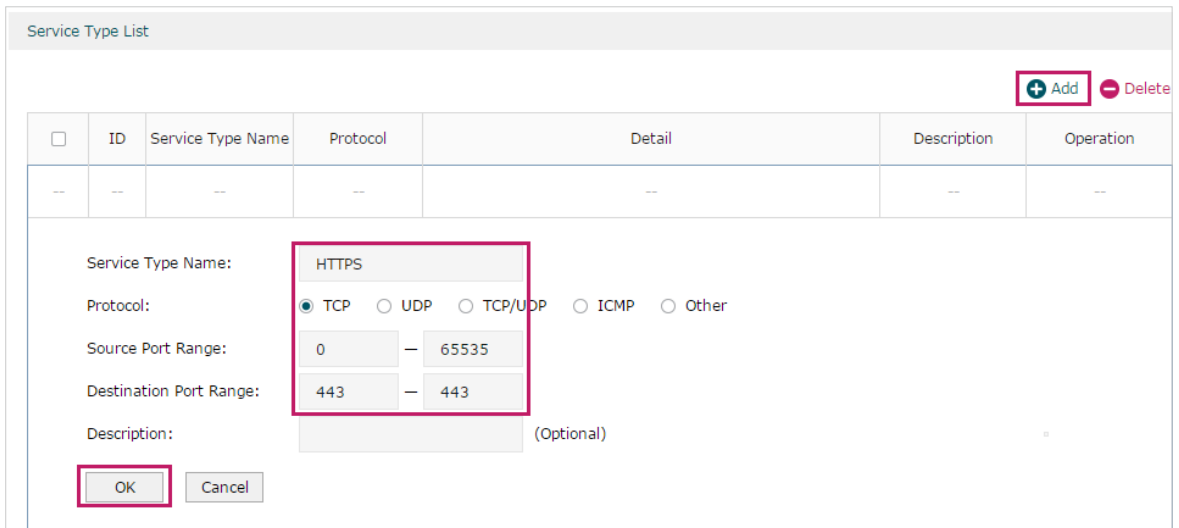 Service Type List
Add Delete
ID Service Type Name Protocol Detail Description Operation
-- -- -- -- -- -- --
Service Type Name: HTTPS
Protocol: TCP UDP TCP/UDP ICMP Other
Source Port Range: 0 — 65535
Destination Port Range: 443 — 443
Description: (Optional)
OK Cancel